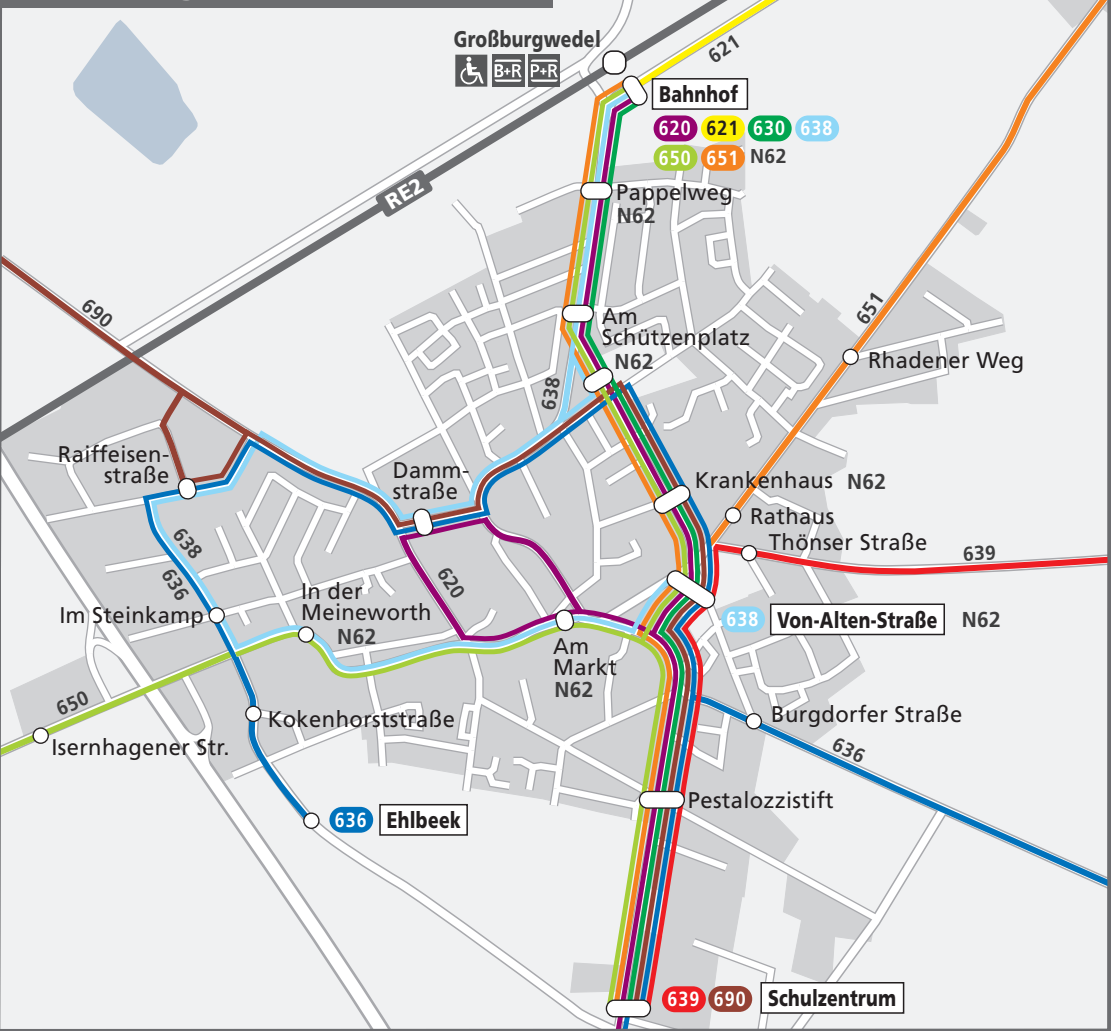 Großburgwedel
B+R P+R
621
Bahnhof
620 621 630 638
650 651 N62
RE2
Pappelweg
N62
690
651
Am
Schützenplatz
N62
Rhadener Weg
638
Raiffeisen-
straße
Damm-
straße
Krankenhaus N62
Rathaus
Thönser Straße
639
638
636
620
In der
Meineworth
N62
Im Steinkamp
638 Von-Alten-Straße N62
Am
Markt
N62
650
Kokenhorststraße
Isernhagener Str.
Burgdorfer Straße
636
Pestalozzistift
636 Ehlbeek
639 690 Schulzentrum